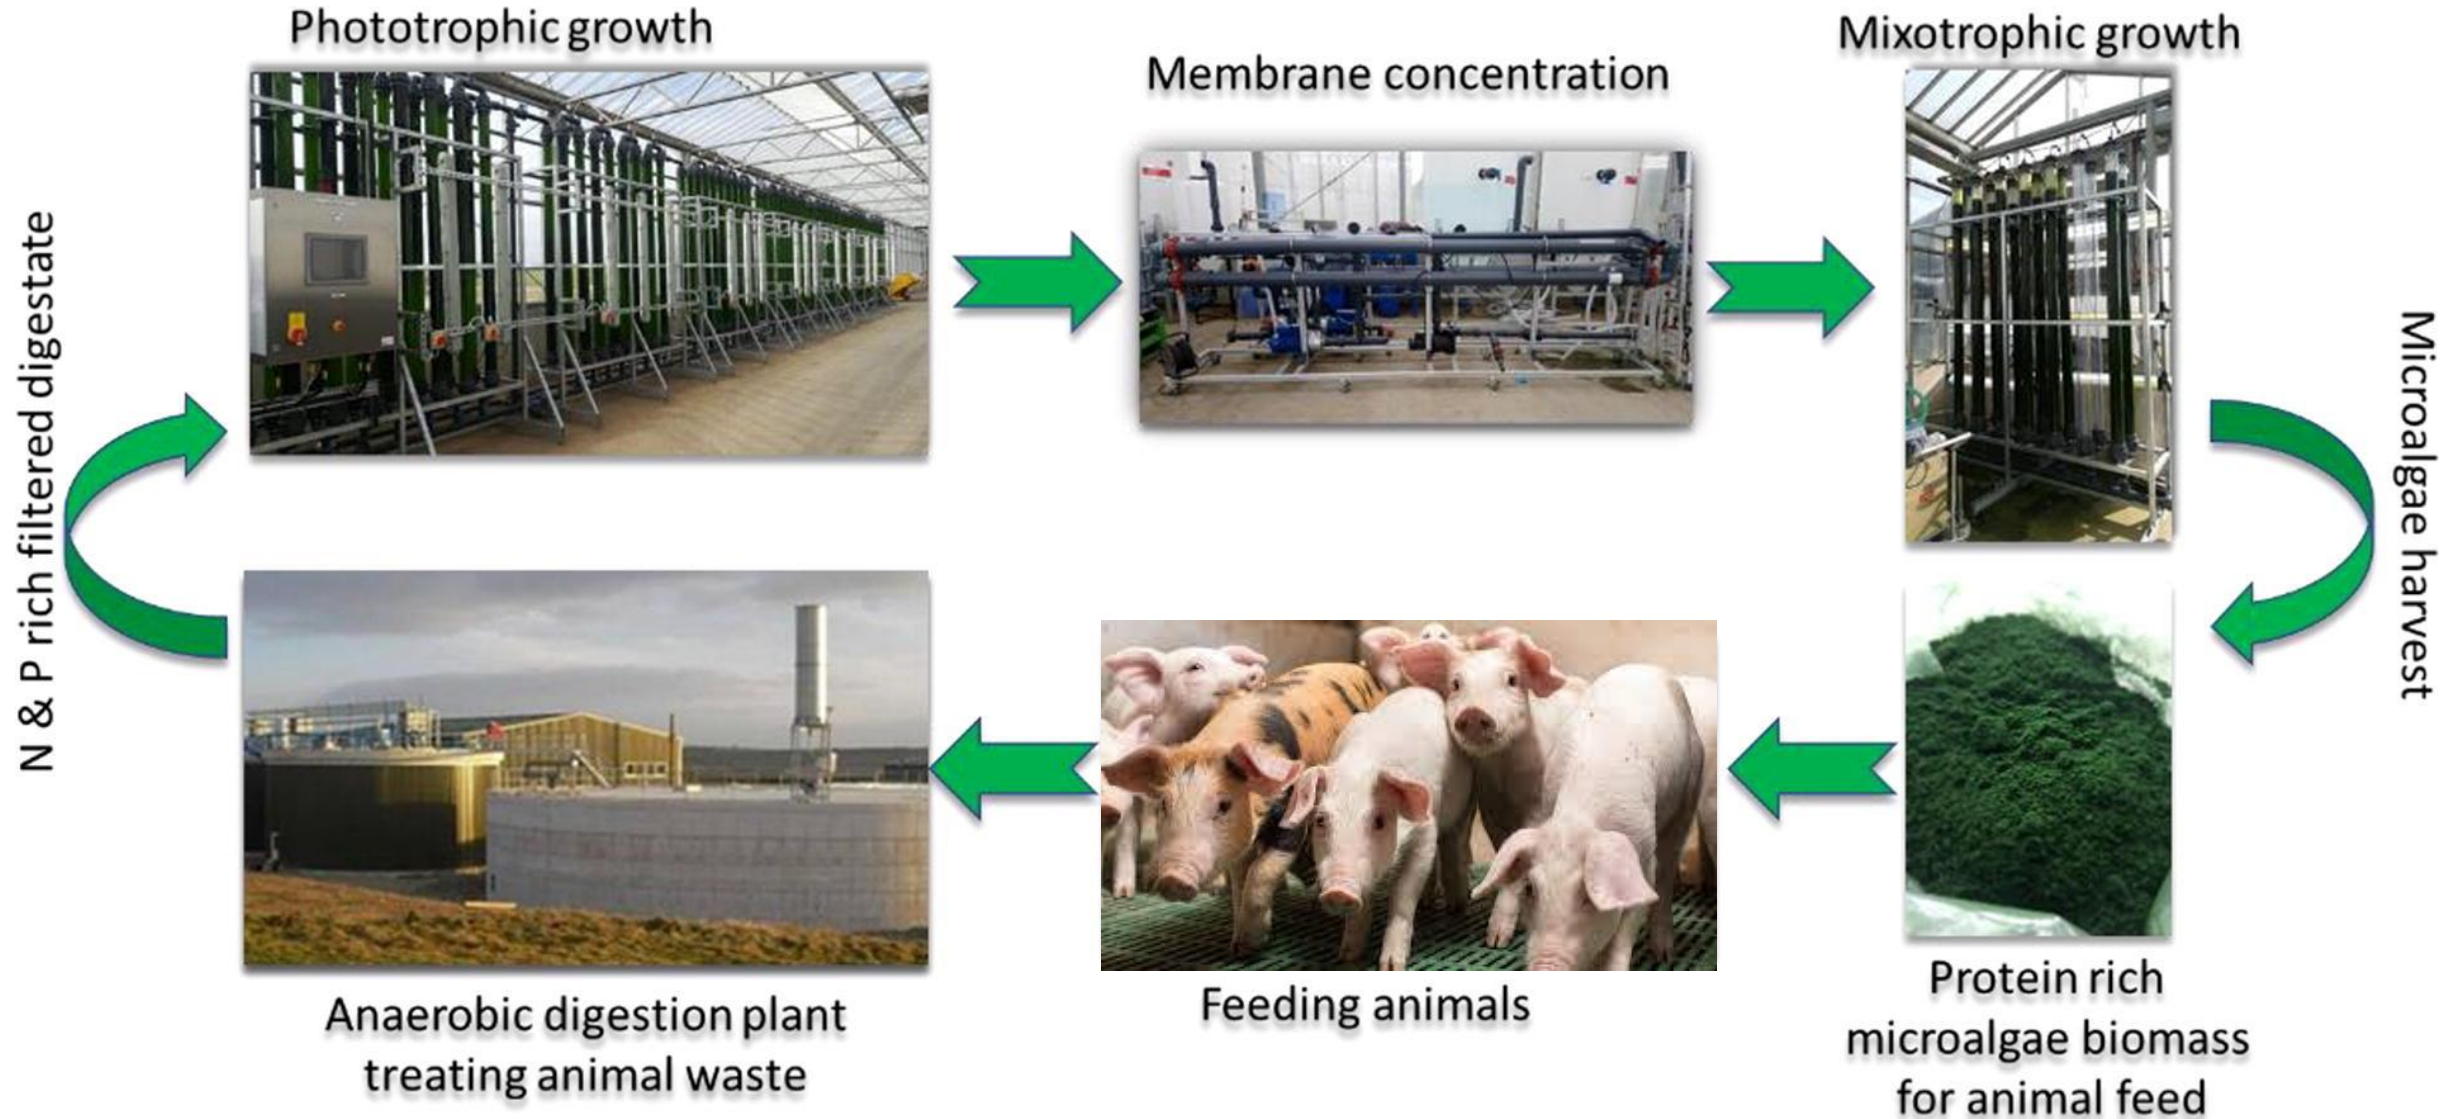 Phototrophic growth
Membrane concentration
Mixotrophic growth
N & P rich filtered digestate
Microalgae harvest
Anaerobic digestion plant
treating animal waste
Feeding animals
Protein rich
microalgae biomass
for animal feed